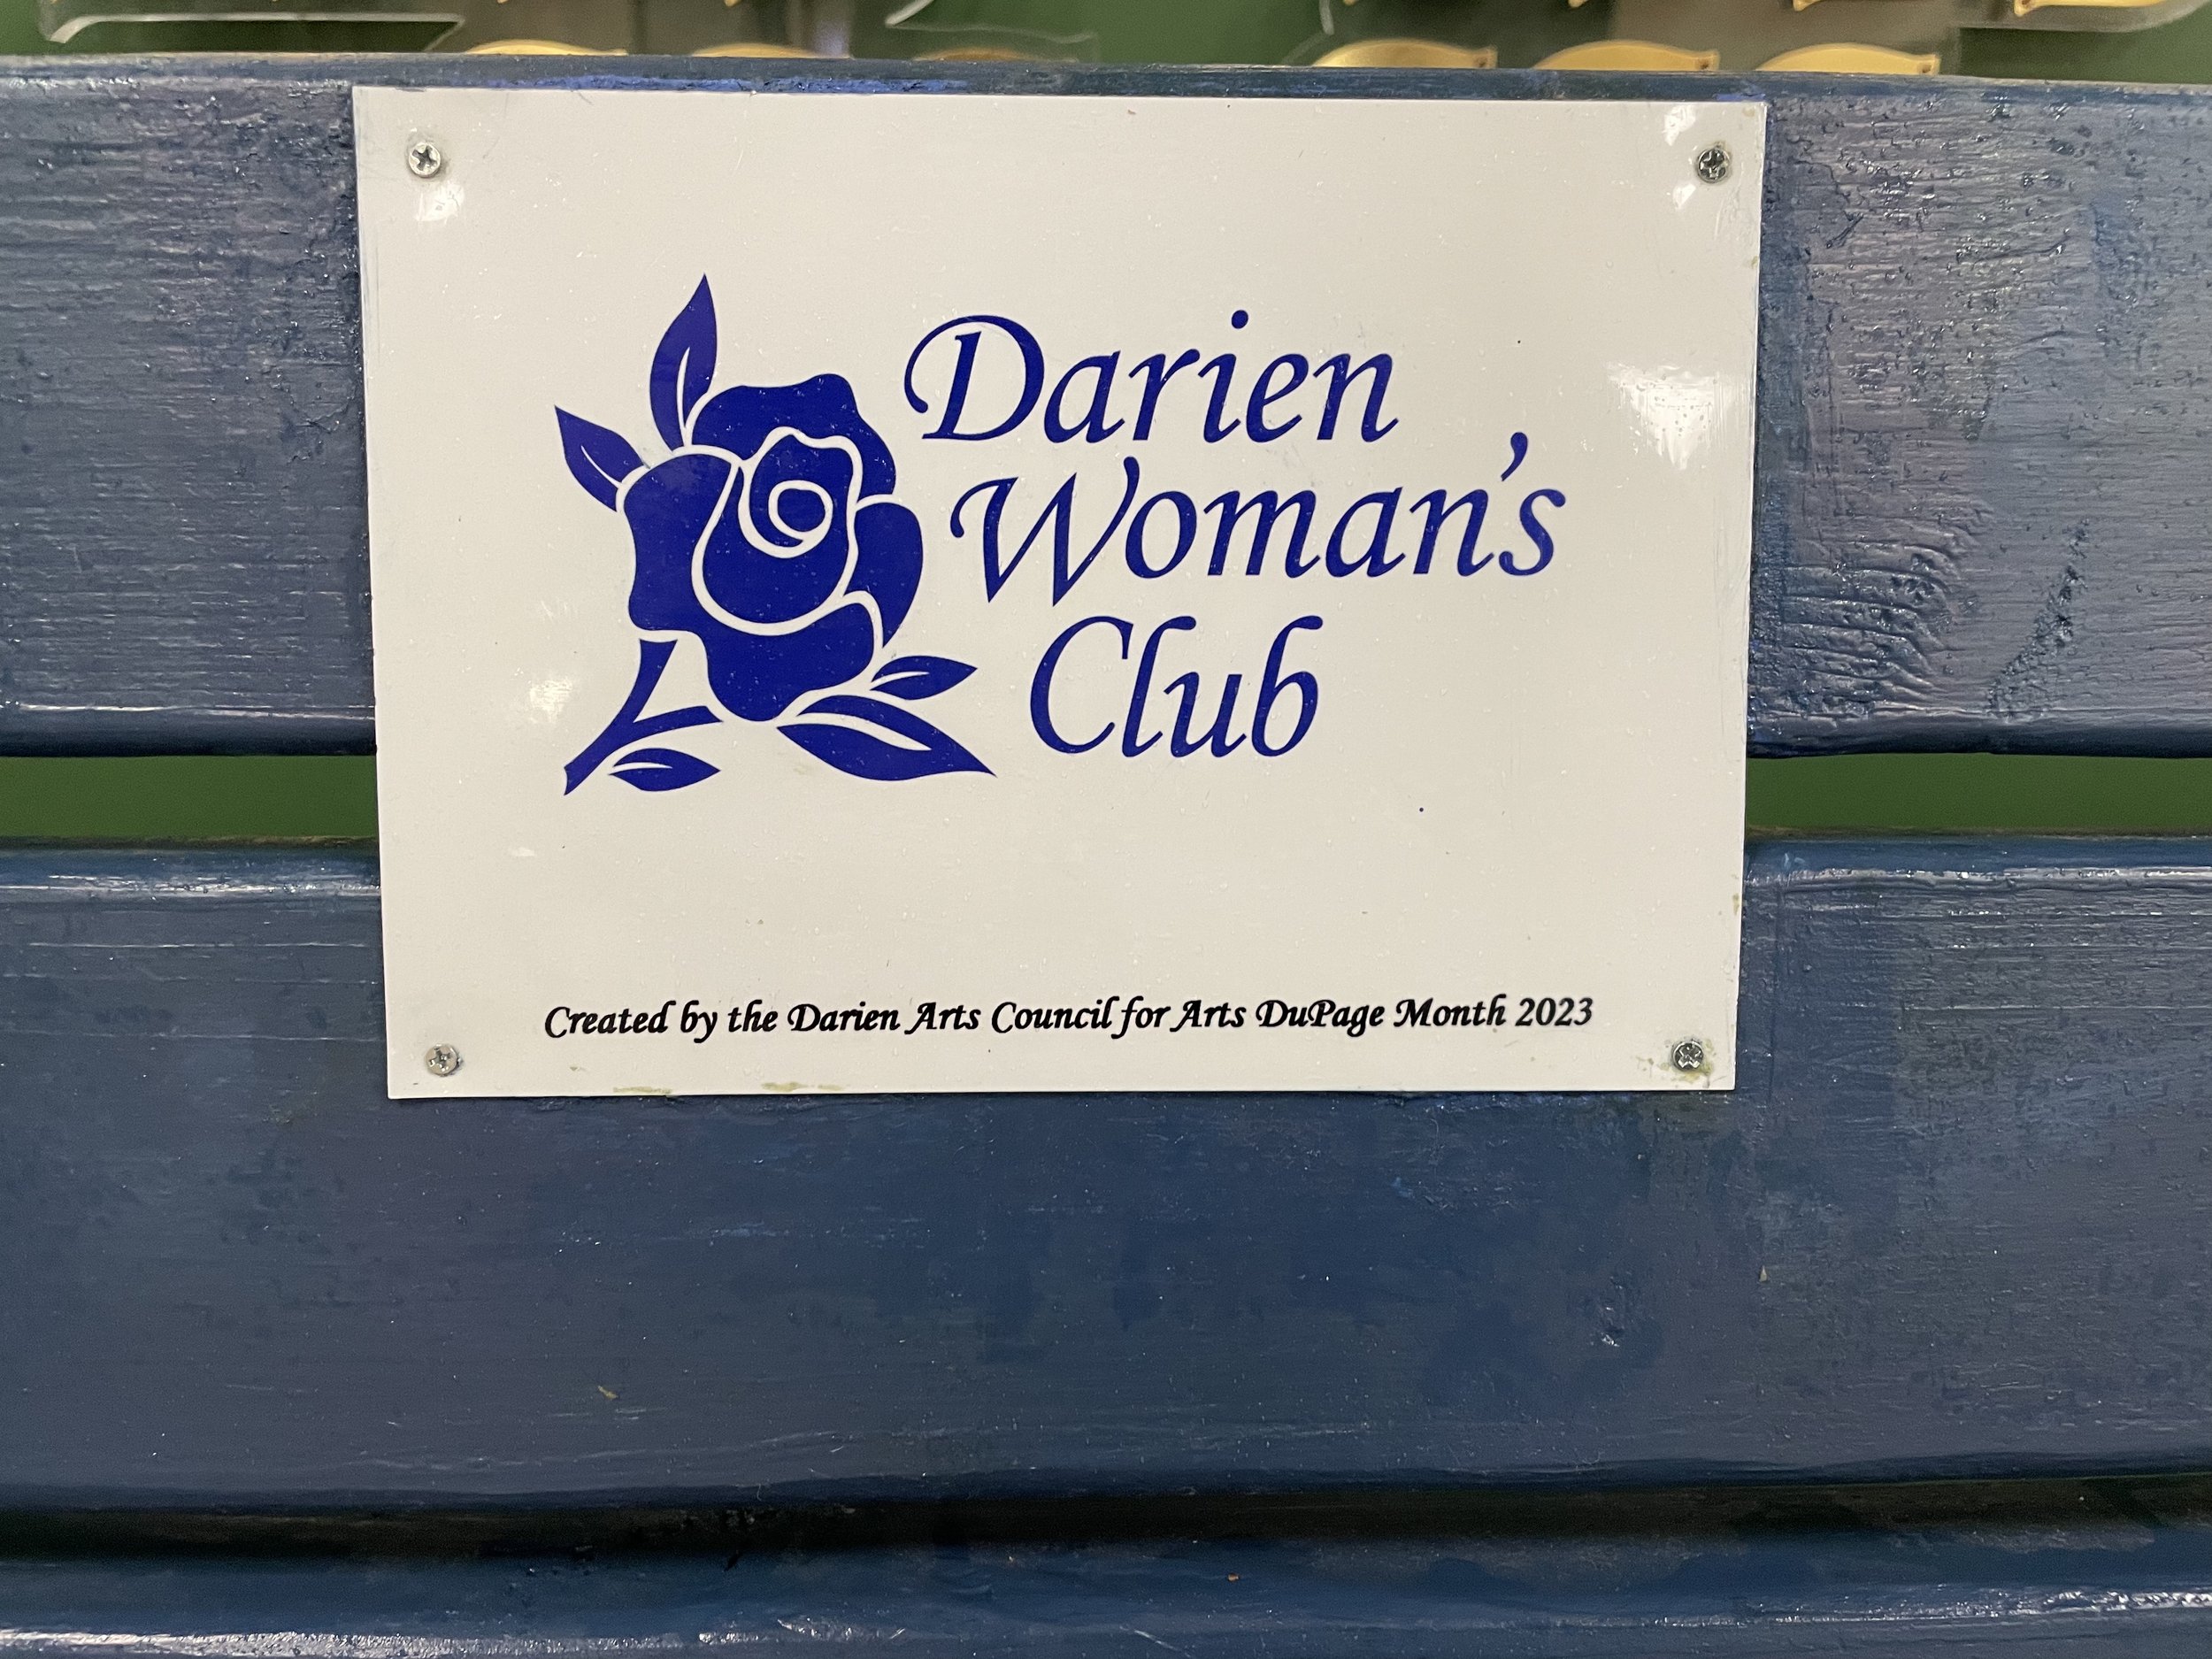 Darien
Woman's
Club
Created by the Darien Arts Council for Arts DuPage Month 2023